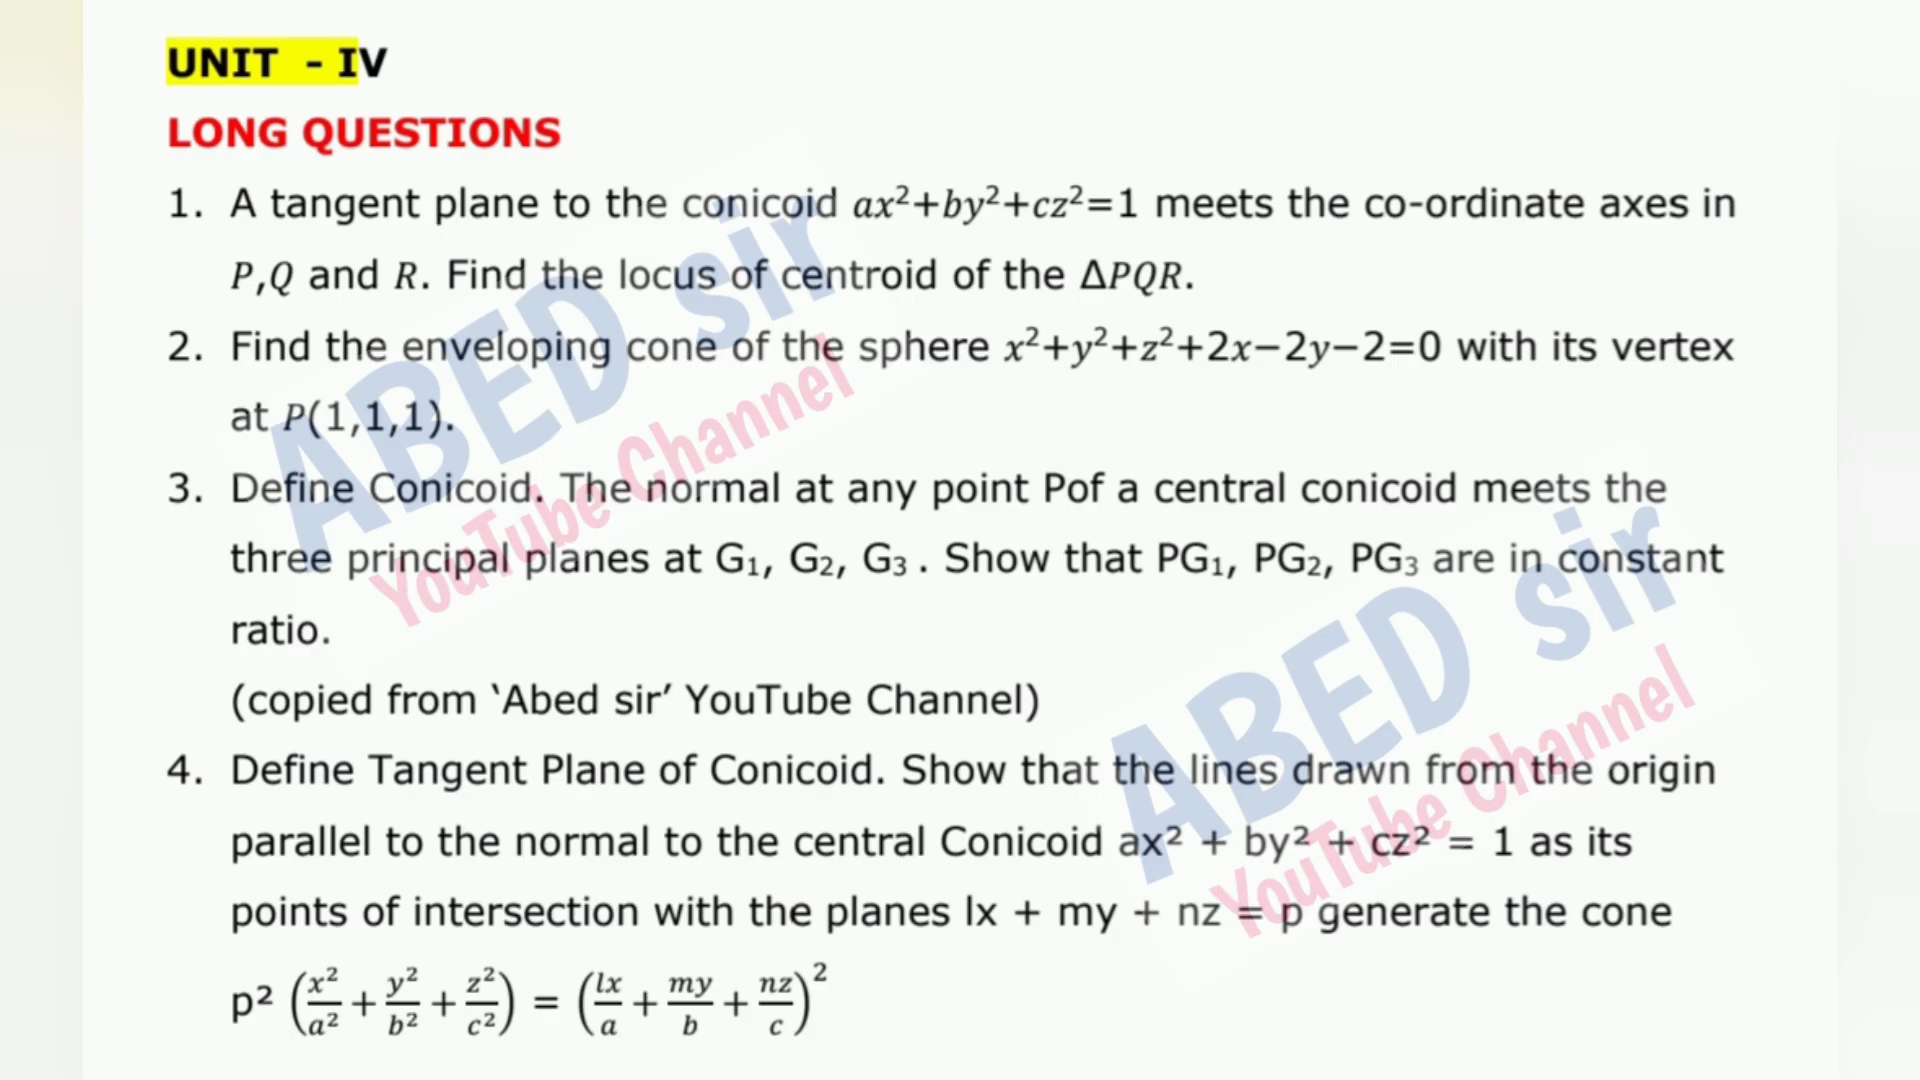 UNIT - IV
LONG QUESTIONS
1. A tangent plane to the conicoid ax²+by²+cz²=1 meets the co-ordinate axes in
P,Q and R. Find the locus of centroid of the ΔPQR.
2. Find the enveloping cone of the sphere x²+y²+z²+2x−2y−2=0 with its vertex
at P(1,1,1).
3. Define Conicoid. The normal at any point Pof a central conicoid meets the
three principal planes at G₁, G₂, G₃ . Show that PG₁, PG₂, PG₃ are in constant
ratio.
(copied from ‘Abed sir’ YouTube Channel)
4. Define Tangent Plane of Conicoid. Show that the lines drawn from the origin
parallel to the normal to the central Conicoid ax² + by² + cz² = 1 as its
points of intersection with the planes lx + my + nz = p generate the cone
p² (x²/a² + y²/b² + z²/c²) = (lx/a + my/b + nz/c)²
ABED sir
YouTube Channel
ABED sir
YouTube Channel